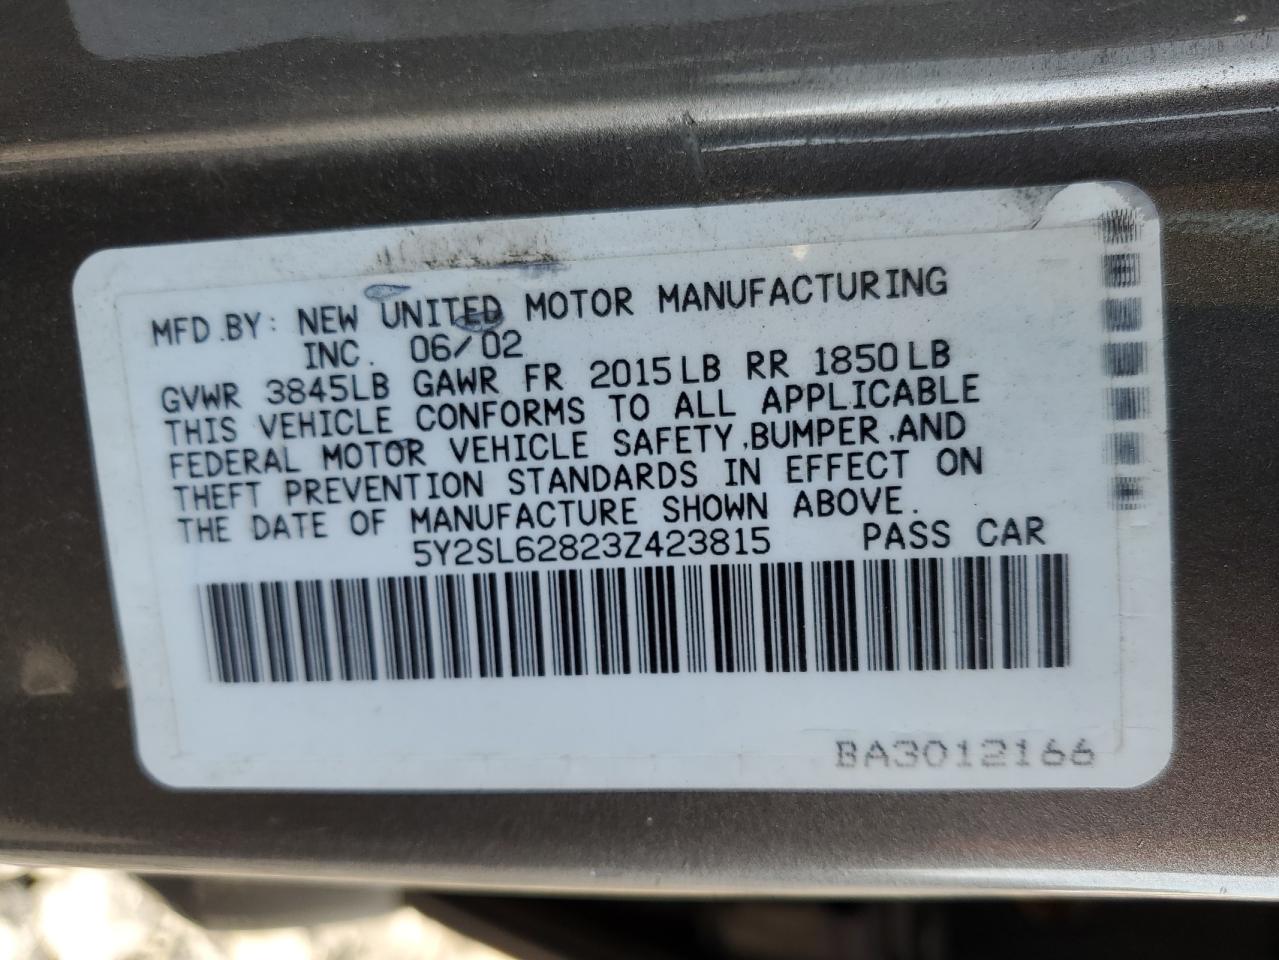 MFD.BY: NEW UNITED MOTOR MANUFACTURING
INC. 06/02
GVWR 3845LB GAWR FR 2015LB RR 1850LB
THIS VEHICLE CONFORMS TO ALL APPLICABLE
FEDERAL MOTOR VEHICLE SAFETY,BUMPER,AND
THEFT PREVENTION STANDARDS IN EFFECT ON
THE DATE OF MANUFACTURE SHOWN ABOVE.
5Y2SL62823Z423815 PASS CAR
BA3012166